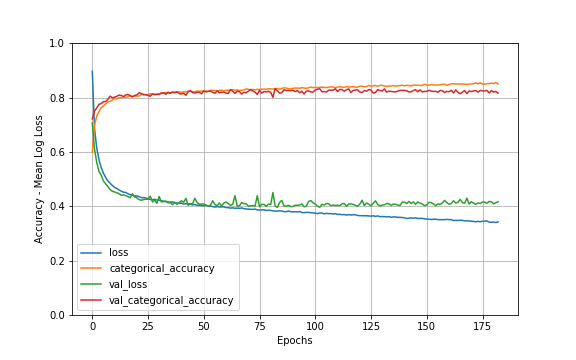 1.0
0.8
0.6
0.4
0.2
0.0
Accuracy - Mean Log Loss
loss
categorical_accuracy
val_loss
val_categorical_accuracy
0 25 50 75 100 125 150 175
Epochs